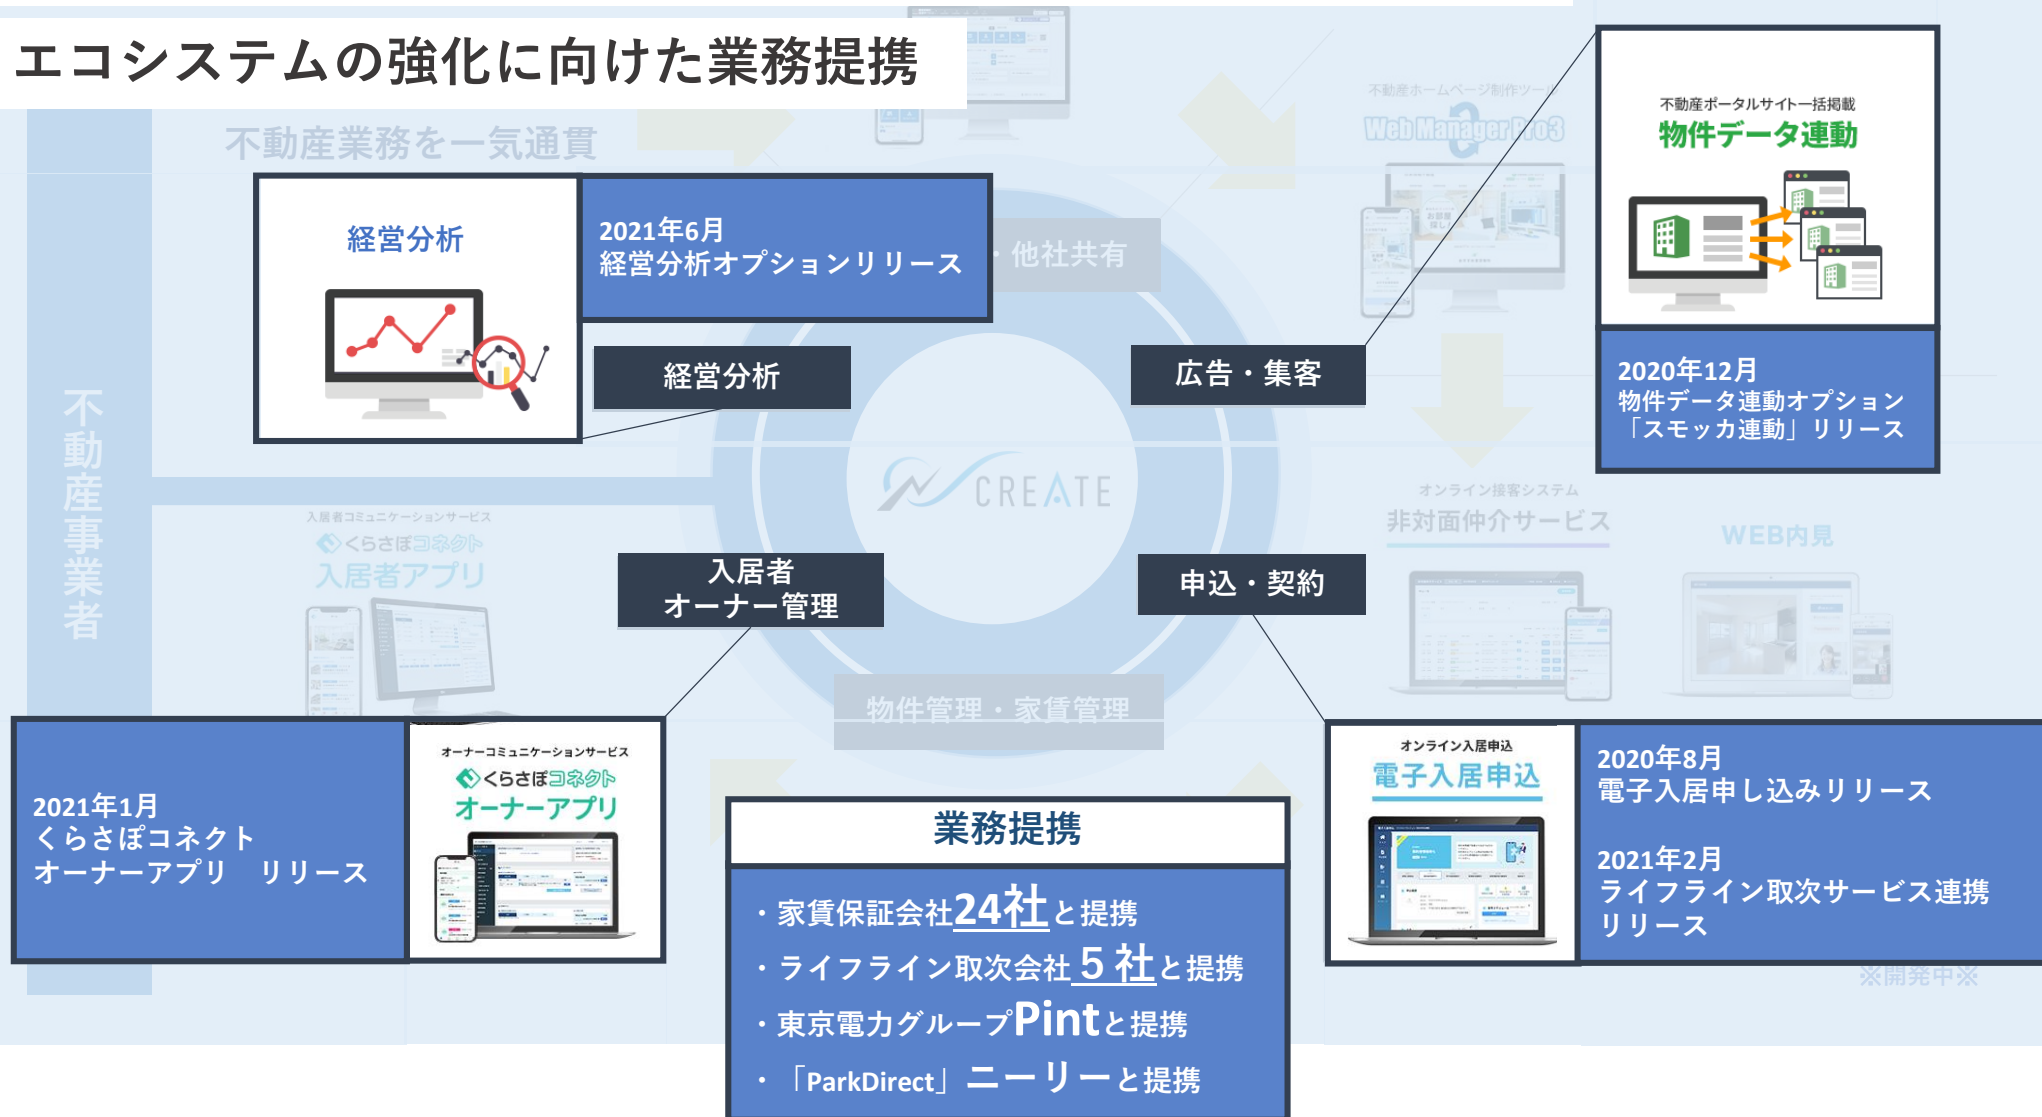 エコシステムの強化に向けた業務提携
不動産業務を一気通貫
不動産事業者
経営分析
2021年6月
経営分析オプションリリース
・他社共有
不動産ホームページ制作ツール
Web Manager Pro3
不動産ポータルサイト一括掲載
物件データ連動
2020年12月
物件データ連動オプション
「スモッカ連動」リリース
経営分析
広告・集客
CREATE
入居者コミュニケーションサービス
くらさぽコネクト
入居者アプリ
オンライン接客システム
非対面仲介サービス
WEB内見
入居者
オーナー管理
申込・契約
物件管理・家賃管理
2021年1月
くらさぽコネクト
オーナーアプリ　リリース
オーナーコミュニケーションサービス
くらさぽコネクト
オーナーアプリ
業務提携
・家賃保証会社24社と提携
・ライフライン取次会社５社と提携
・東京電力グループPintと提携
・「ParkDirect」ニーリーと提携
オンライン入居申込
電子入居申込
2020年8月
電子入居申し込みリリース
2021年2月
ライフライン取次サービス連携
リリース
※開発中※